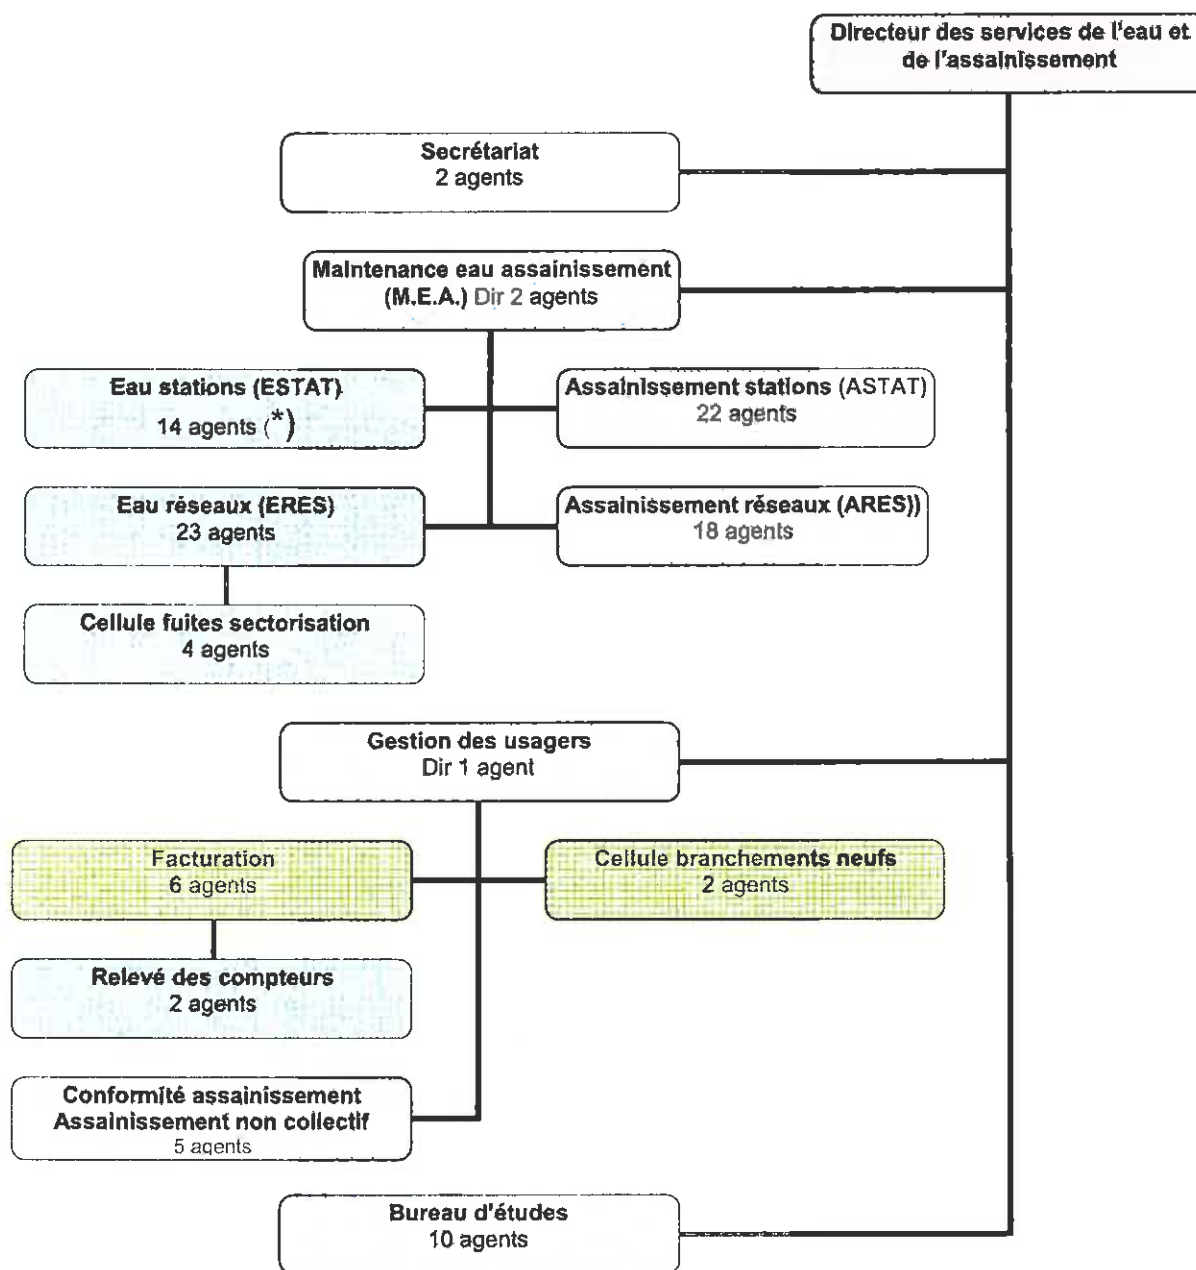 Directeur des services de l'eau et
de l'assainissement
Secrétariat
2 agents
Maintenance eau assainissement
(M.E.A.) Dir 2 agents
Eau stations (ESTAT)
14 agents (*)
Assainissement stations (ASTAT)
22 agents
Eau réseaux (ERES)
23 agents
Assainissement réseaux (ARES))
18 agents
Cellule fuites sectorisation
4 agents
Gestion des usagers
Dir 1 agent
Facturation
6 agents
Cellule branchements neufs
2 agents
Relevé des compteurs
2 agents
Conformité assainissement
Assainissement non collectif
5 agents
Bureau d'études
10 agents